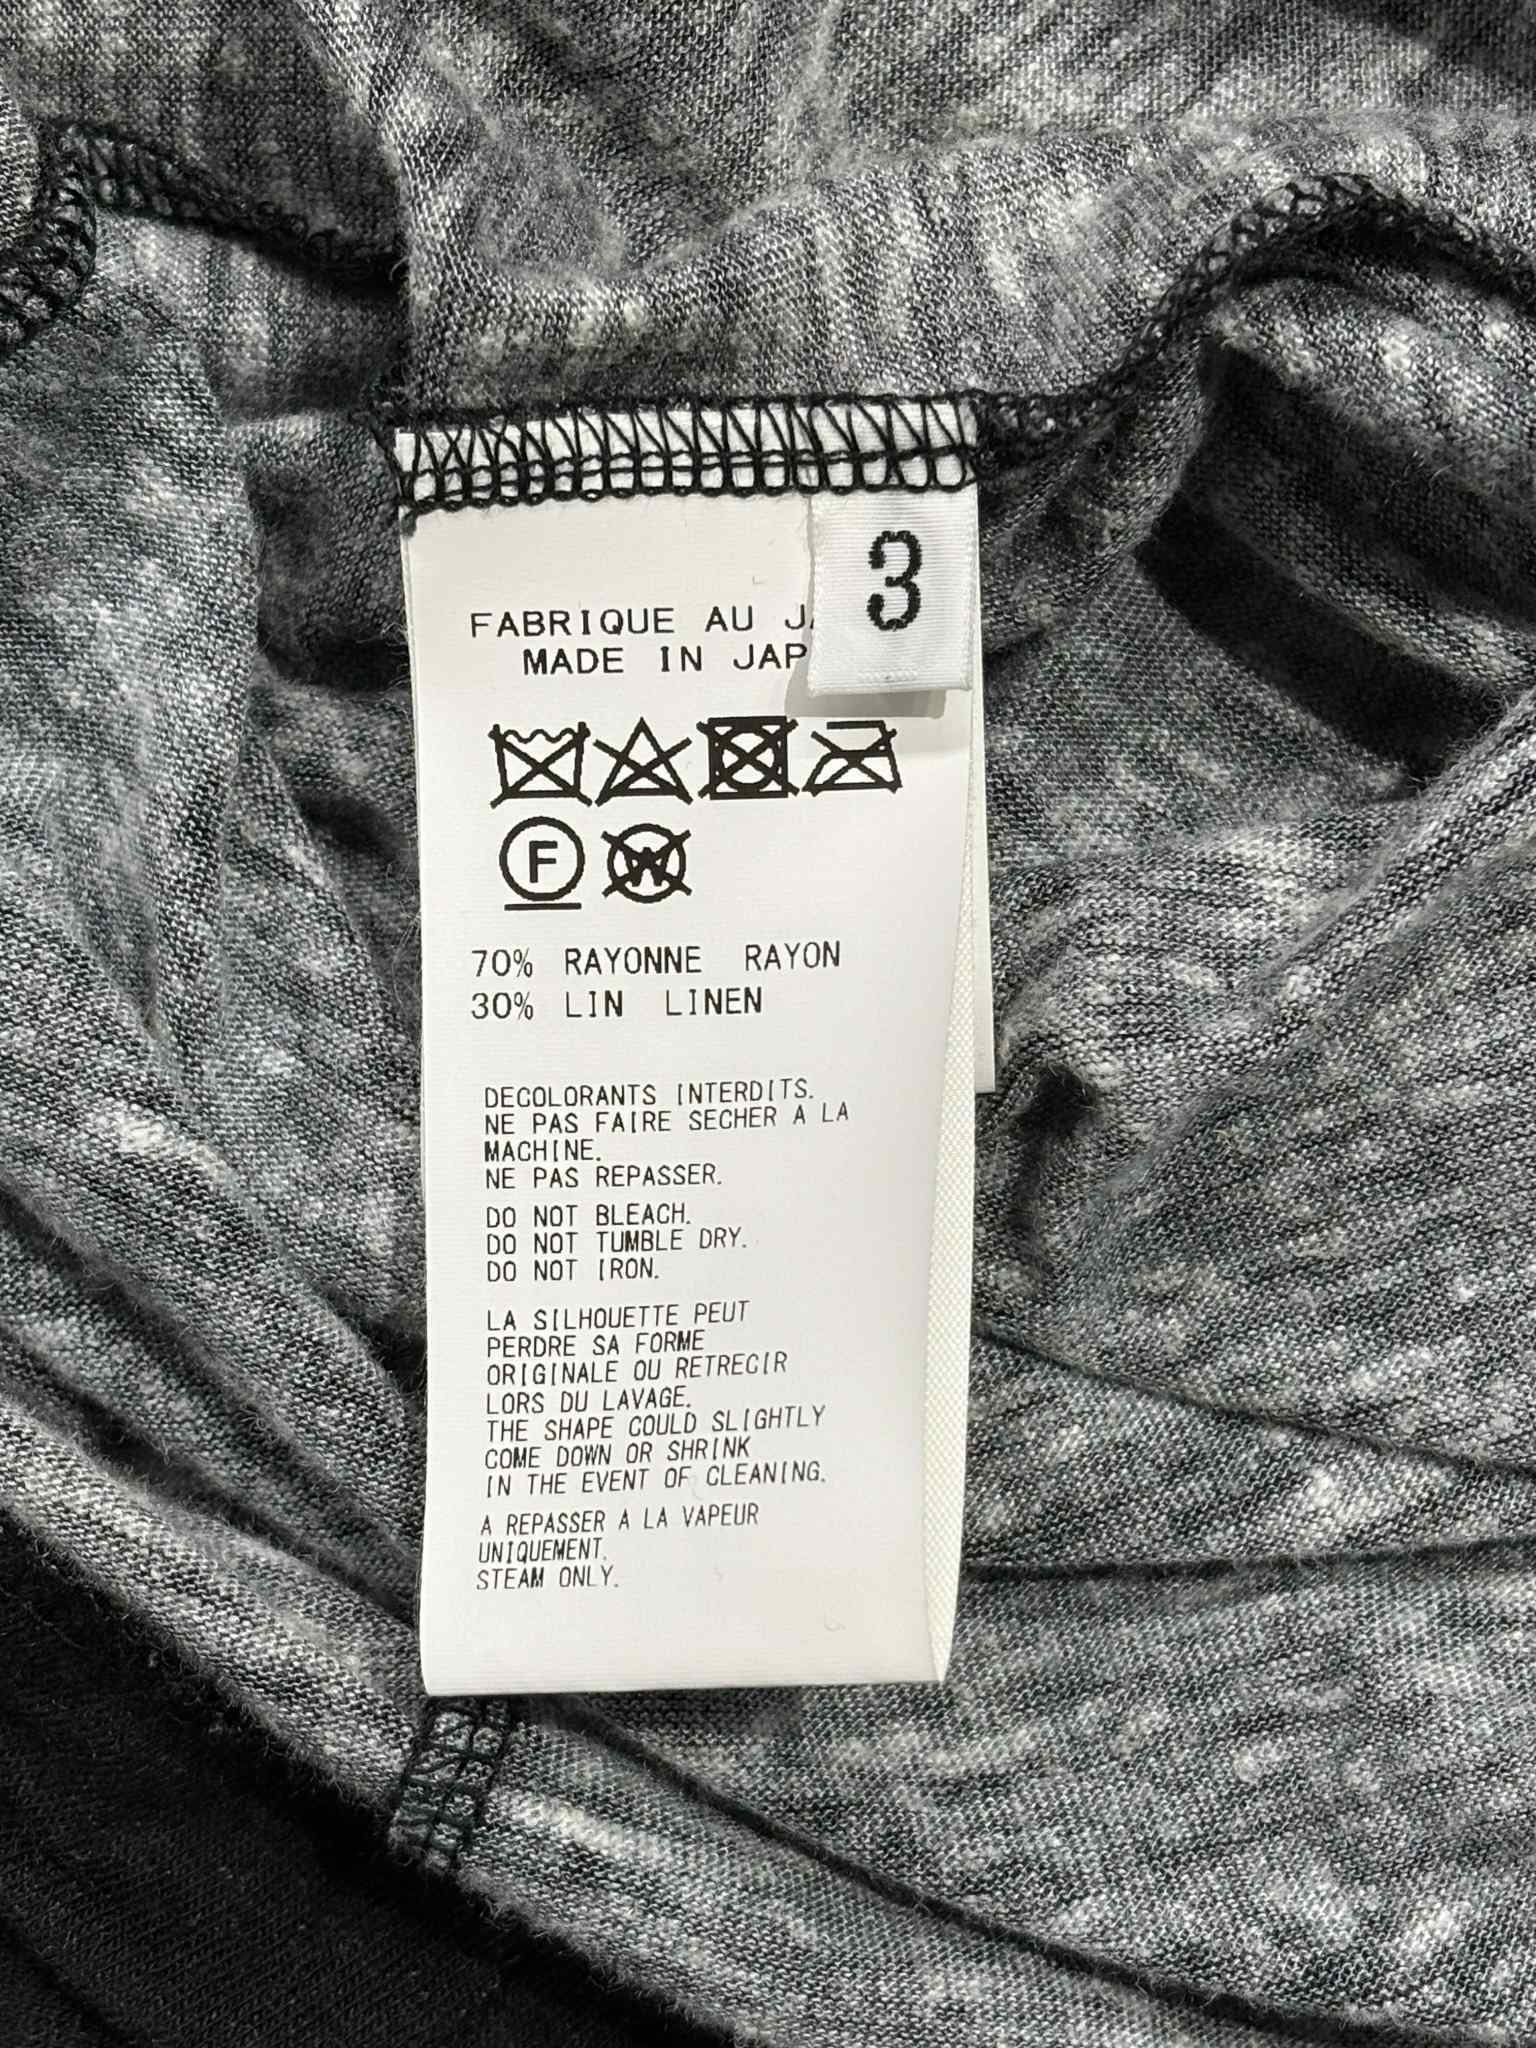 3
FABRIQUE AU
MADE IN
F
W
70% RAYONNE RAYON
30% LIN LINEN
DECOLORANTS INTERDITS.
NE PAS FAIRE SECHER A LA
MACHINE.
NE PAS REPASSER.
DO NOT BLEACH.
DO NOT TUMBLE DRY.
DO NOT IRON.
LA SILHOUETTE PEUT
PERDRE SA FORME
ORIGINALE OU RETRECIR
LORS DU LAVAGE.
THE SHAPE COULD SLIGHTLY
COME DOWN OR SHRINK
IN THE EVENT OF CLEANING.
A REPASSER A LA VAPEUR
UNIQUEMENT.
STEAM ONLY.